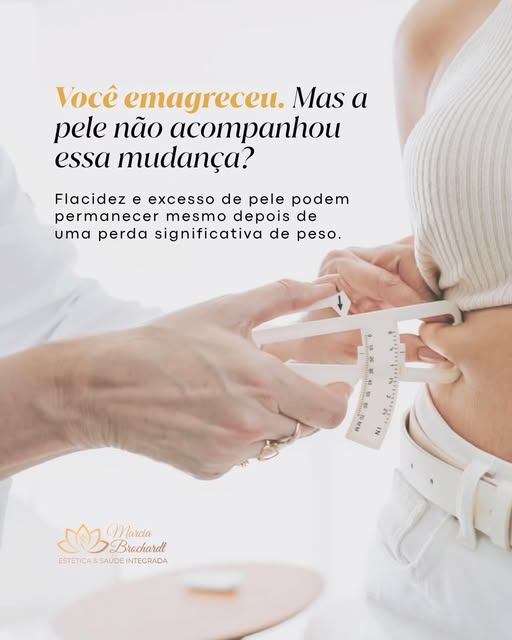 Você emagreceu. Mas a
pele não acompanhou
essa mudança?
Flacidez e excesso de pele podem
permanecer mesmo depois de
uma perda significativa de peso.
Marcia
Brochardt
ESTÉTICA & SAÚDE INTEGRADA